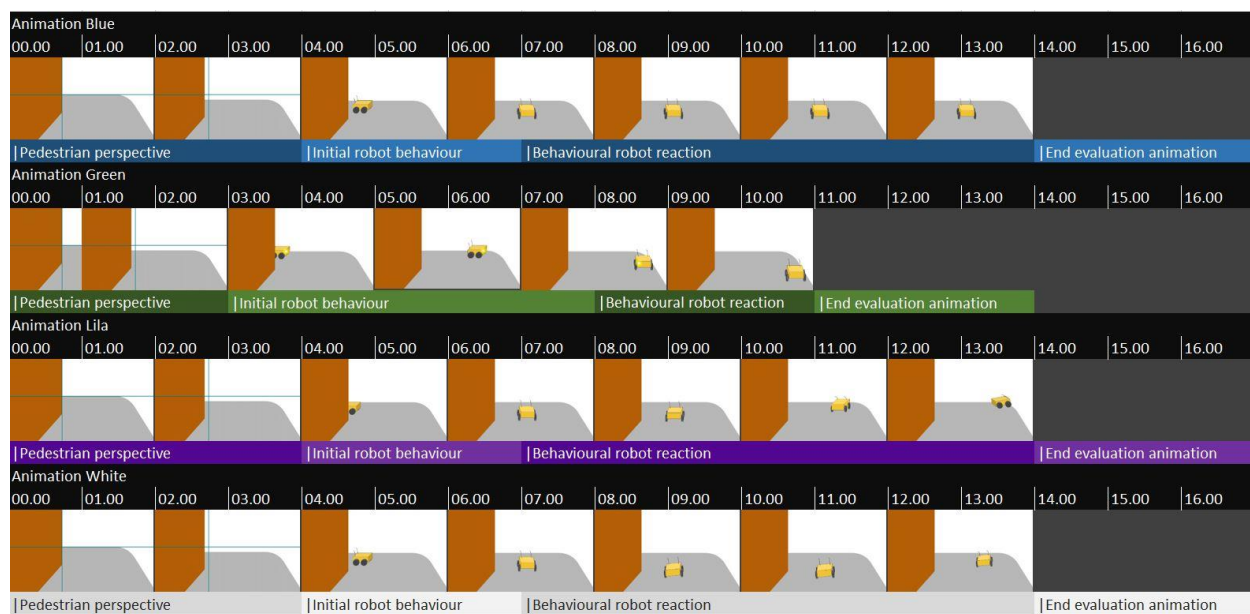 Animation Blue
00.00 |01.00 |02.00 |03.00 |04.00 |05.00 |06.00 |07.00 |08.00 |09.00 |10.00 |11.00 |12.00 |13.00 |14.00 |15.00 |16.00
|Pedestrian perspective |Initial robot behaviour |Behavioural robot reaction |End evaluation animation
Animation Green
00.00 |01.00 |02.00 |03.00 |04.00 |05.00 |06.00 |07.00 |08.00 |09.00 |10.00 |11.00 |12.00 |13.00 |14.00 |15.00 |16.00
|Pedestrian perspective |Initial robot behaviour |Behavioural robot reaction |End evaluation animation
Animation Lila
00.00 |01.00 |02.00 |03.00 |04.00 |05.00 |06.00 |07.00 |08.00 |09.00 |10.00 |11.00 |12.00 |13.00 |14.00 |15.00 |16.00
|Pedestrian perspective |Initial robot behaviour |Behavioural robot reaction |End evaluation animation
Animation White
00.00 |01.00 |02.00 |03.00 |04.00 |05.00 |06.00 |07.00 |08.00 |09.00 |10.00 |11.00 |12.00 |13.00 |14.00 |15.00 |16.00
|Pedestrian perspective |Initial robot behaviour |Behavioural robot reaction |End evaluation animation